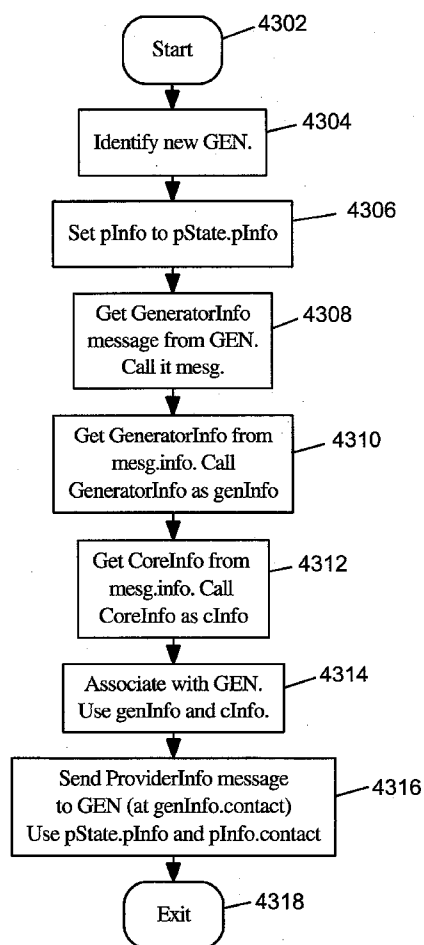 4302
Start
4304
Identify new GEN.
4306
Set pInfo to pState.pInfo
4308
Get GeneratorInfo
message from GEN.
Call it mesg.
4310
Get GeneratorInfo from
mesg.info. Call
GeneratorInfo as genInfo
4312
Get CoreInfo from
mesg.info. Call
CoreInfo as cInfo
4314
Associate with GEN.
Use genInfo and cInfo.
4316
Send ProviderInfo message
to GEN (at genInfo.contact)
Use pState.pInfo and pInfo.contact
4318
Exit